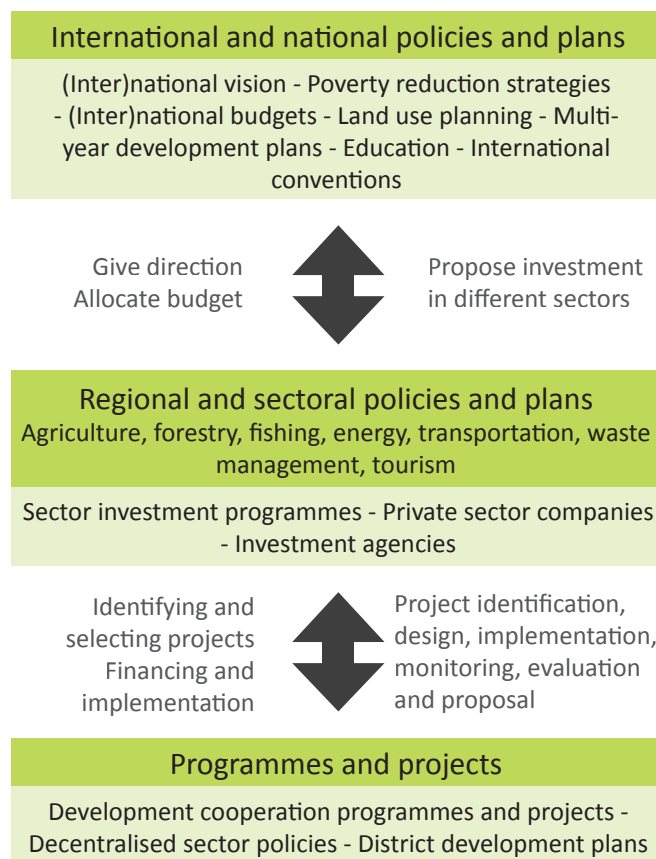 International and national policies and plans
(Inter)national vision - Poverty reduction strategies
- (Inter)national budgets - Land use planning - Multi-
year development plans - Education - International
conventions
Give direction
Allocate budget
Propose investment
in different sectors
Regional and sectoral policies and plans
Agriculture, forestry, fishing, energy, transportation, waste
management, tourism
Sector investment programmes - Private sector companies
- Investment agencies
Identifying and
selecting projects
Financing and
implementation
Project identification,
design, implementation,
monitoring, evaluation
and proposal
Programmes and projects
Development cooperation programmes and projects -
Decentralised sector policies - District development plans